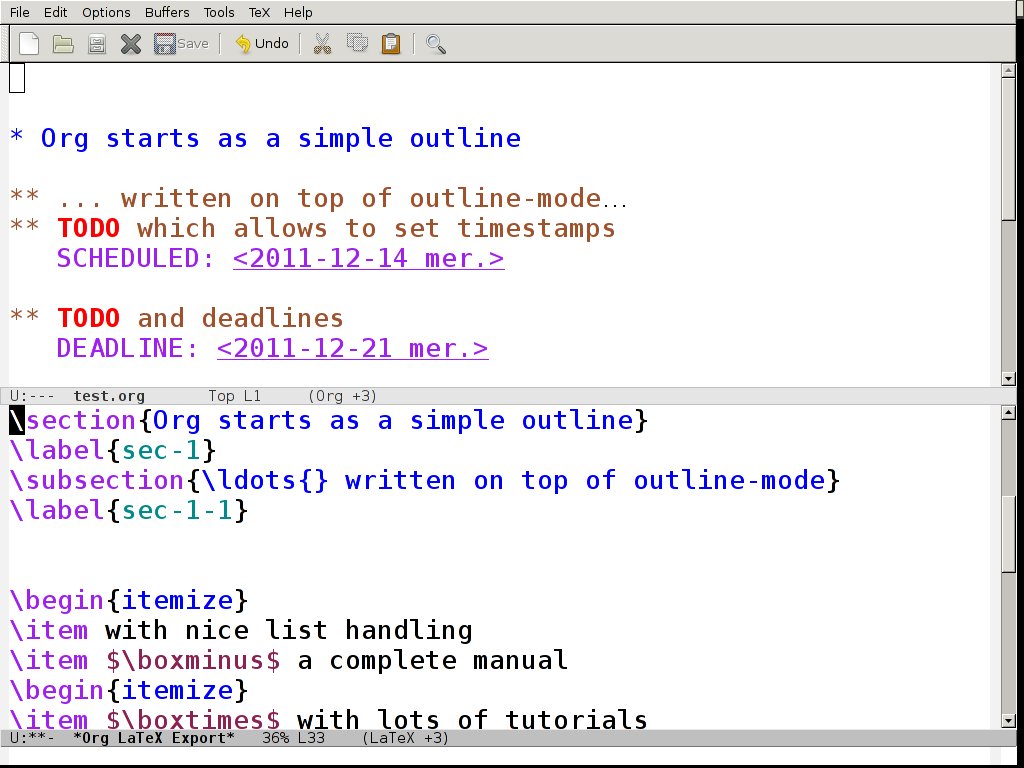 File Edit Options Buffers Tools TeX Help
Save Undo
* Org starts as a simple outline
** ... written on top of outline-mode...
** TODO which allows to set timestamps
SCHEDULED: <2011-12-14 mer.>
** TODO and deadlines
DEADLINE: <2011-12-21 mer.>
U:--- test.org Top L1 (Org +3)
\section{Org starts as a simple outline}
\label{sec-1}
\subsection{\ldots{} written on top of outline-mode}
\label{sec-1-1}
\begin{itemize}
\item with nice list handling
\item $\boxminus$ a complete manual
\begin{itemize}
\item $\boxtimes$ with lots of tutorials
U:**- *Org LaTeX Export* 36% L33 (LaTeX +3)